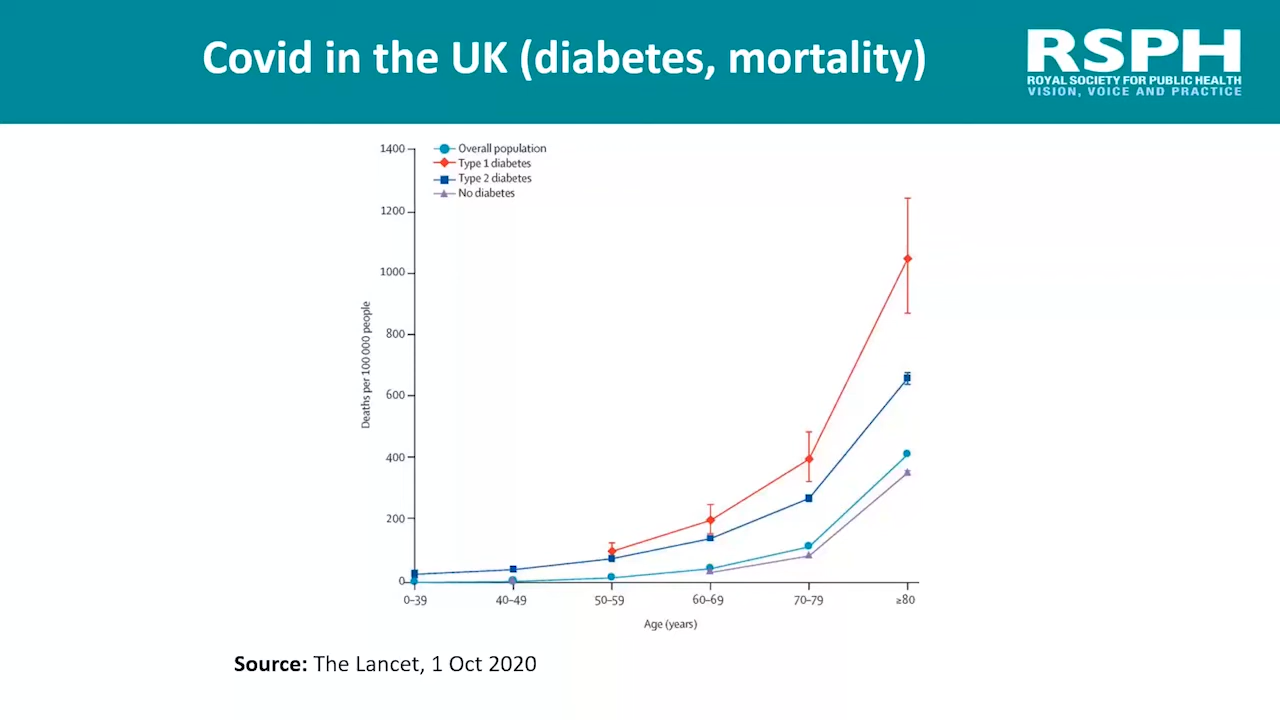 Covid in the UK (diabetes, mortality)
RSPH
ROYAL SOCIETY FOR PUBLIC HEALTH
VISION, VOICE AND PRACTICE
Overall population
Type 1 diabetes
Type 2 diabetes
No diabetes
1400
1200
1000
800
600
400
200
0
Deaths per 100 000 people
0–39
40–49
50–59
60–69
70–79
≥80
Age (years)
Source: The Lancet, 1 Oct 2020